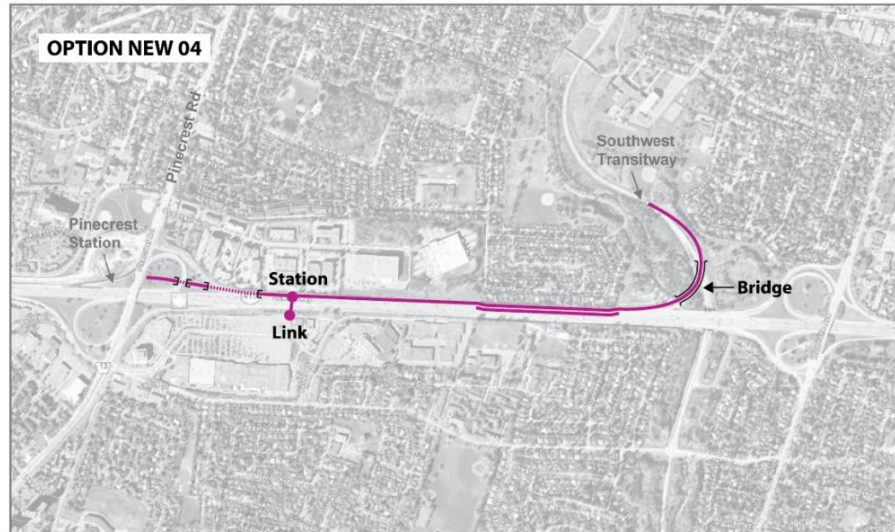 OPTION NEW 04
Pinecrest Rd
Southwest
Transitway
Pinecrest
Station
Station
Bridge
Link